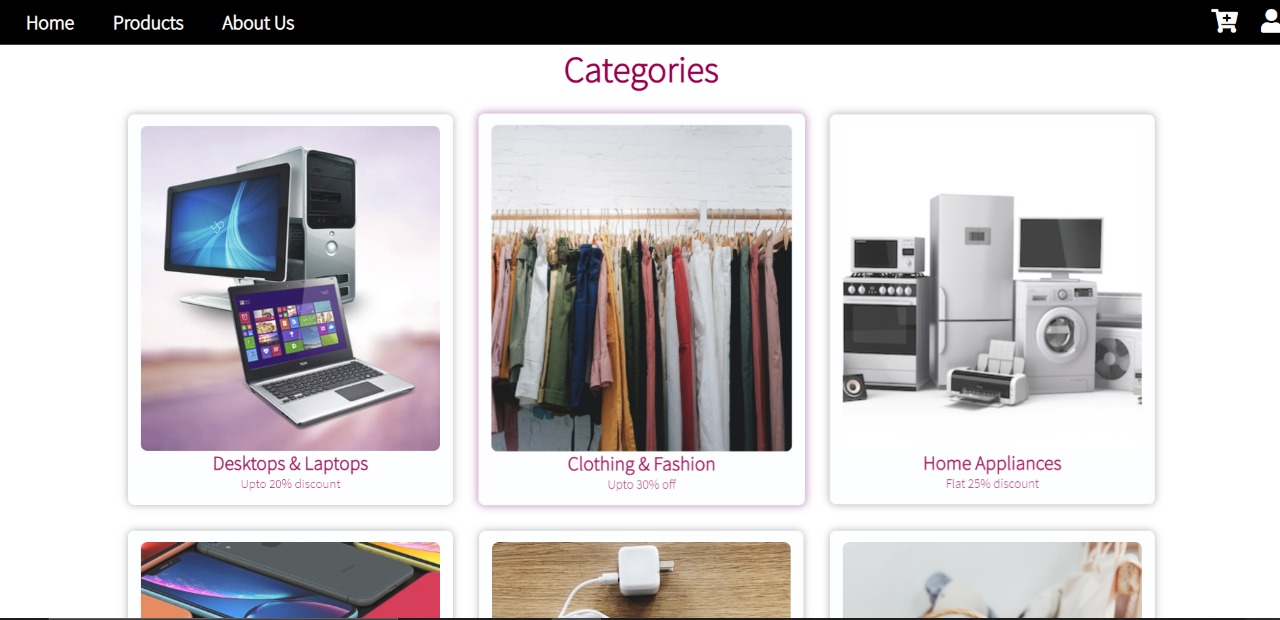 Home Products About Us
Categories
Desktops & Laptops
Upto 20% discount
Clothing & Fashion
Upto 30% off
Home Appliances
Flat 25% discount